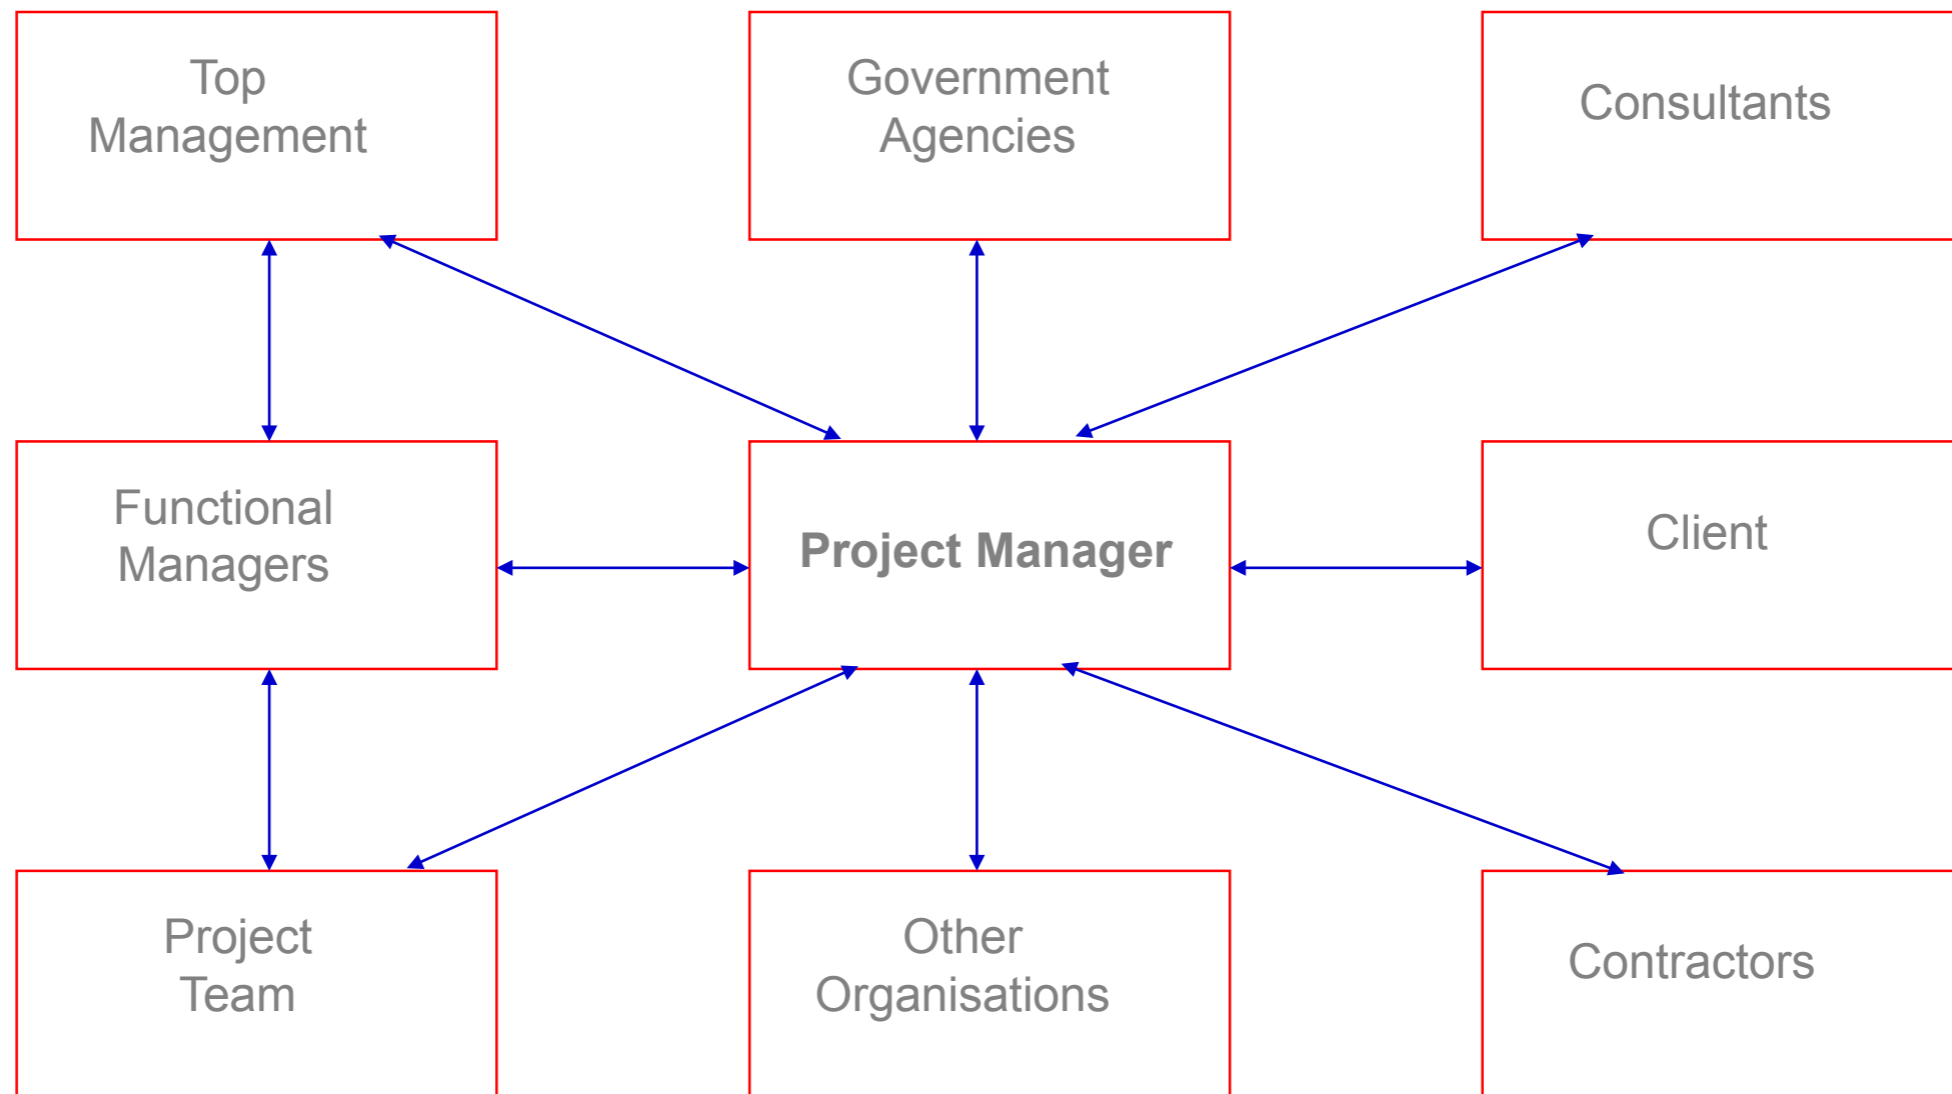 Top
Management
Government
Agencies
Consultants
Functional
Managers
Project Manager
Client
Project
Team
Other
Organisations
Contractors